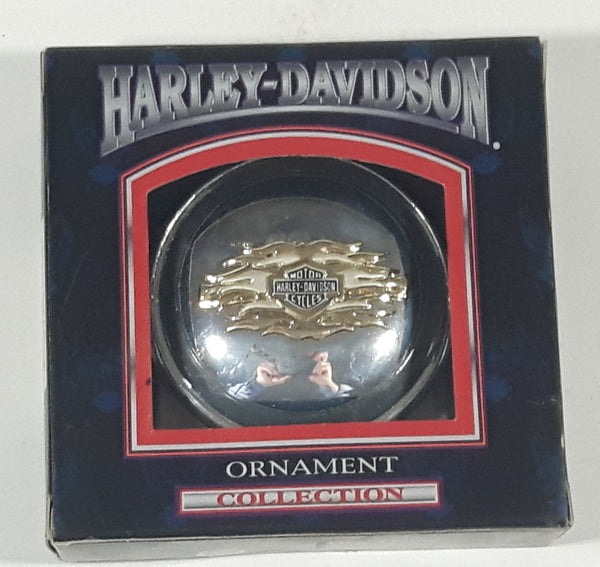 HARLEY-DAVIDSON®
MOTOR
HARLEY-DAVIDSON
CYCLES
ORNAMENT
COLLECTION